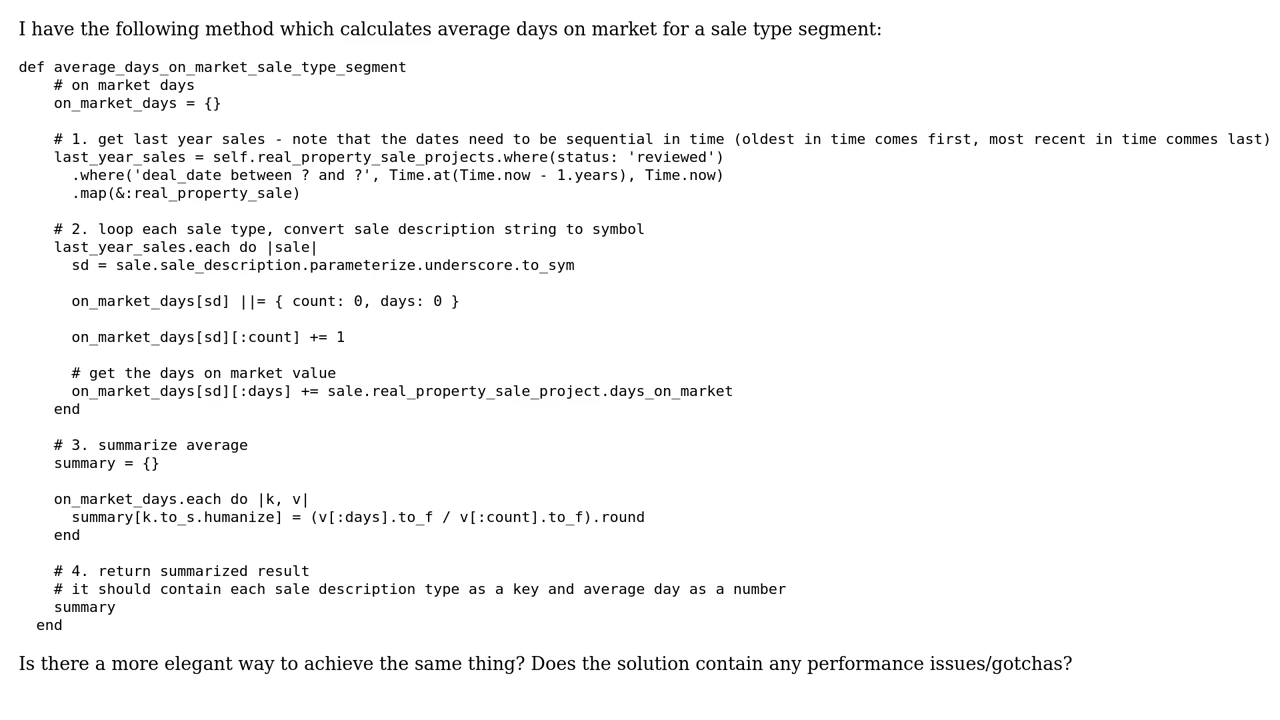 I have the following method which calculates average days on market for a sale type segment:
def average_days_on_market_sale_type_segment
    # on market days
    on_market_days = {}

    # 1. get last year sales - note that the dates need to be sequential in time (oldest in time comes first, most recent in time commes last)
    last_year_sales = self.real_property_sale_projects.where(status: 'reviewed')
      .where('deal_date between ? and ?', Time.at(Time.now - 1.years), Time.now)
      .map(&:real_property_sale)

    # 2. loop each sale type, convert sale description string to symbol
    last_year_sales.each do |sale|
      sd = sale.sale_description.parameterize.underscore.to_sym

      on_market_days[sd] ||= { count: 0, days: 0 }

      on_market_days[sd][:count] += 1

      # get the days on market value
      on_market_days[sd][:days] += sale.real_property_sale_project.days_on_market
    end

    # 3. summarize average
    summary = {}

    on_market_days.each do |k, v|
      summary[k.to_s.humanize] = (v[:days].to_f / v[:count].to_f).round
    end

    # 4. return summarized result
    # it should contain each sale description type as a key and average day as a number
    summary
  end
Is there a more elegant way to achieve the same thing? Does the solution contain any performance issues/gotchas?